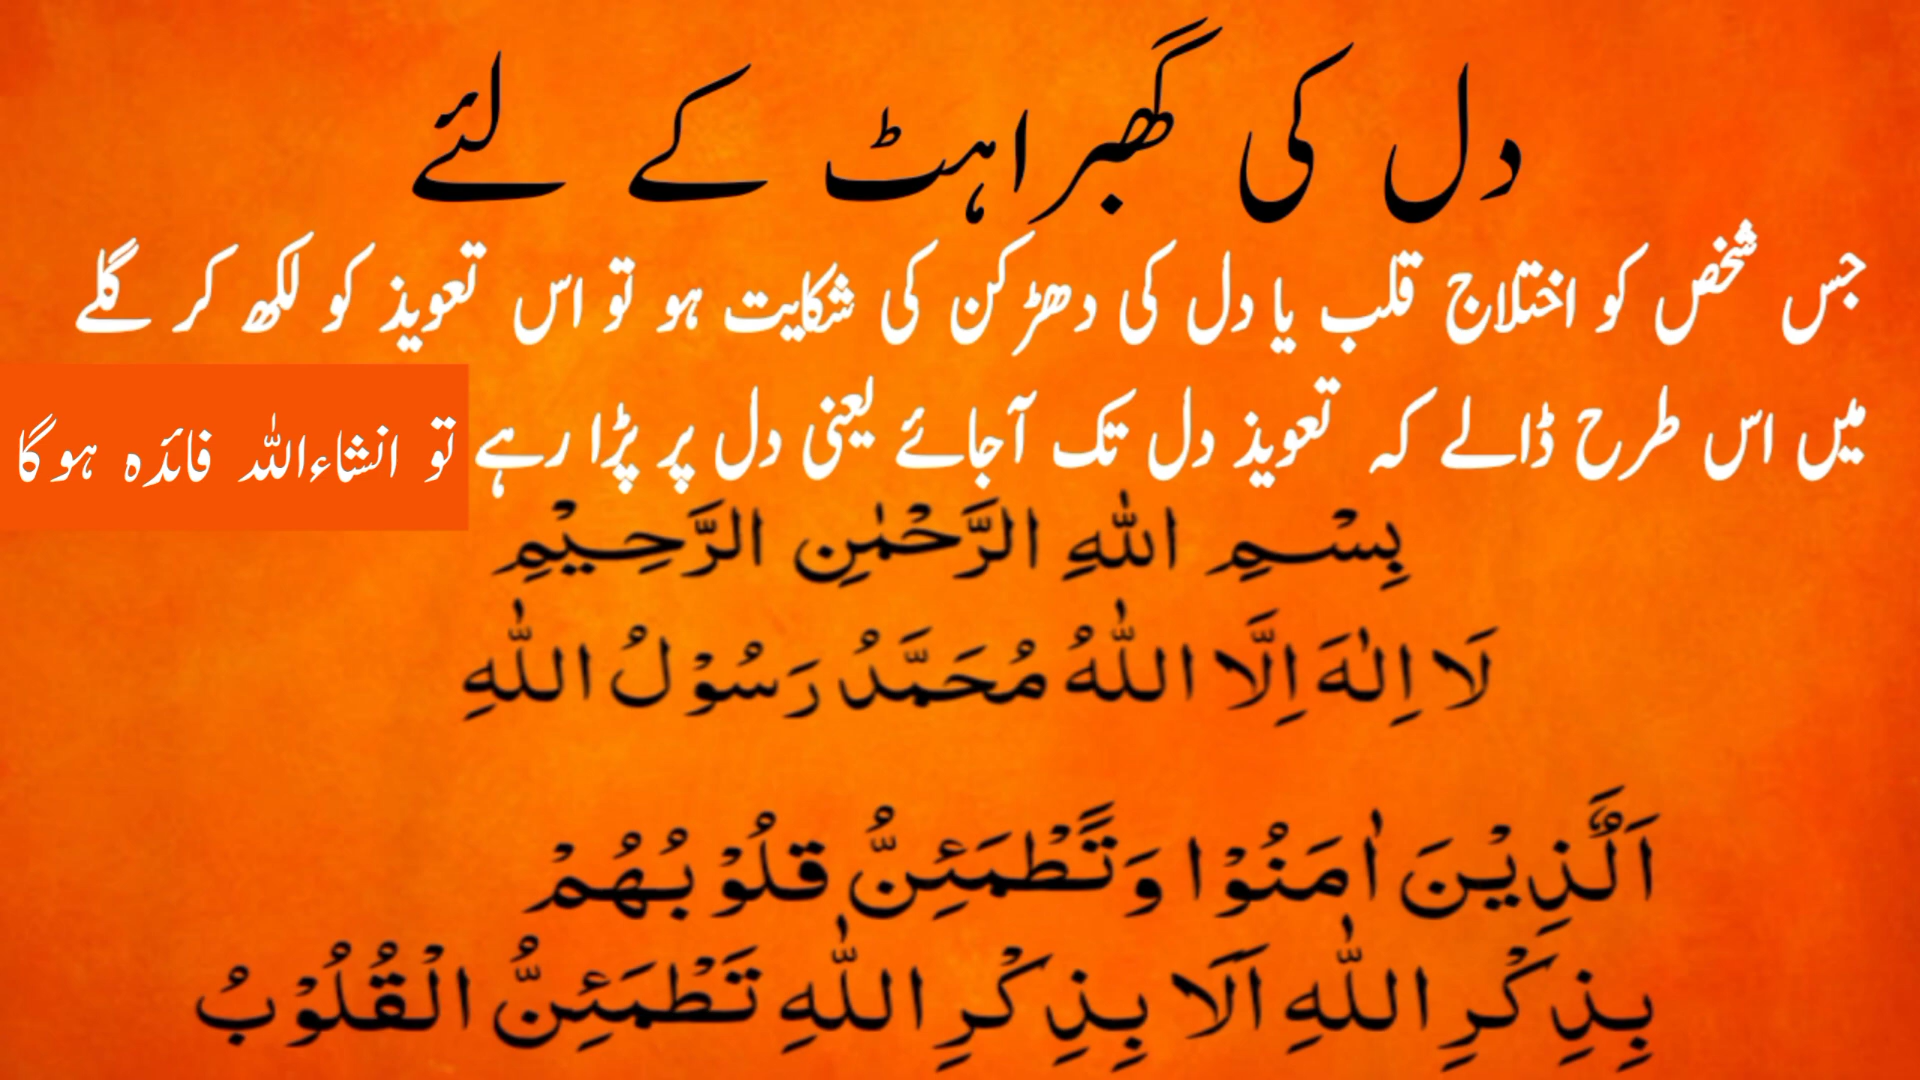 دل کی گھبراہٹ کے لئے
جس شخص کو اختلاج قلب یا دل کی دھڑکن کی شکایت ہو تو اس تعویذ کو لکھ کر گلے
میں اس طرح ڈالے کہ تعویذ دل تک آجائے یعنی دل پر پڑا رہے تو انشاءاللہ فائدہ ہوگا
بِسْمِ اللّٰهِ الرَّحْمٰنِ الرَّحِيْمِ
لَا اِلٰهَ اِلَّا اللّٰهُ مُحَمَّدُ رَسُوْلُ اللّٰهِ
اَلَّذِيْنَ اٰمَنُوْا وَتَطْمَئِنُّ قُلُوْبُهُمْ
بِذِكْرِ اللّٰهِ اَلَا بِذِكْرِ اللّٰهِ تَطْمَئِنُّ الْقُلُوْبُ